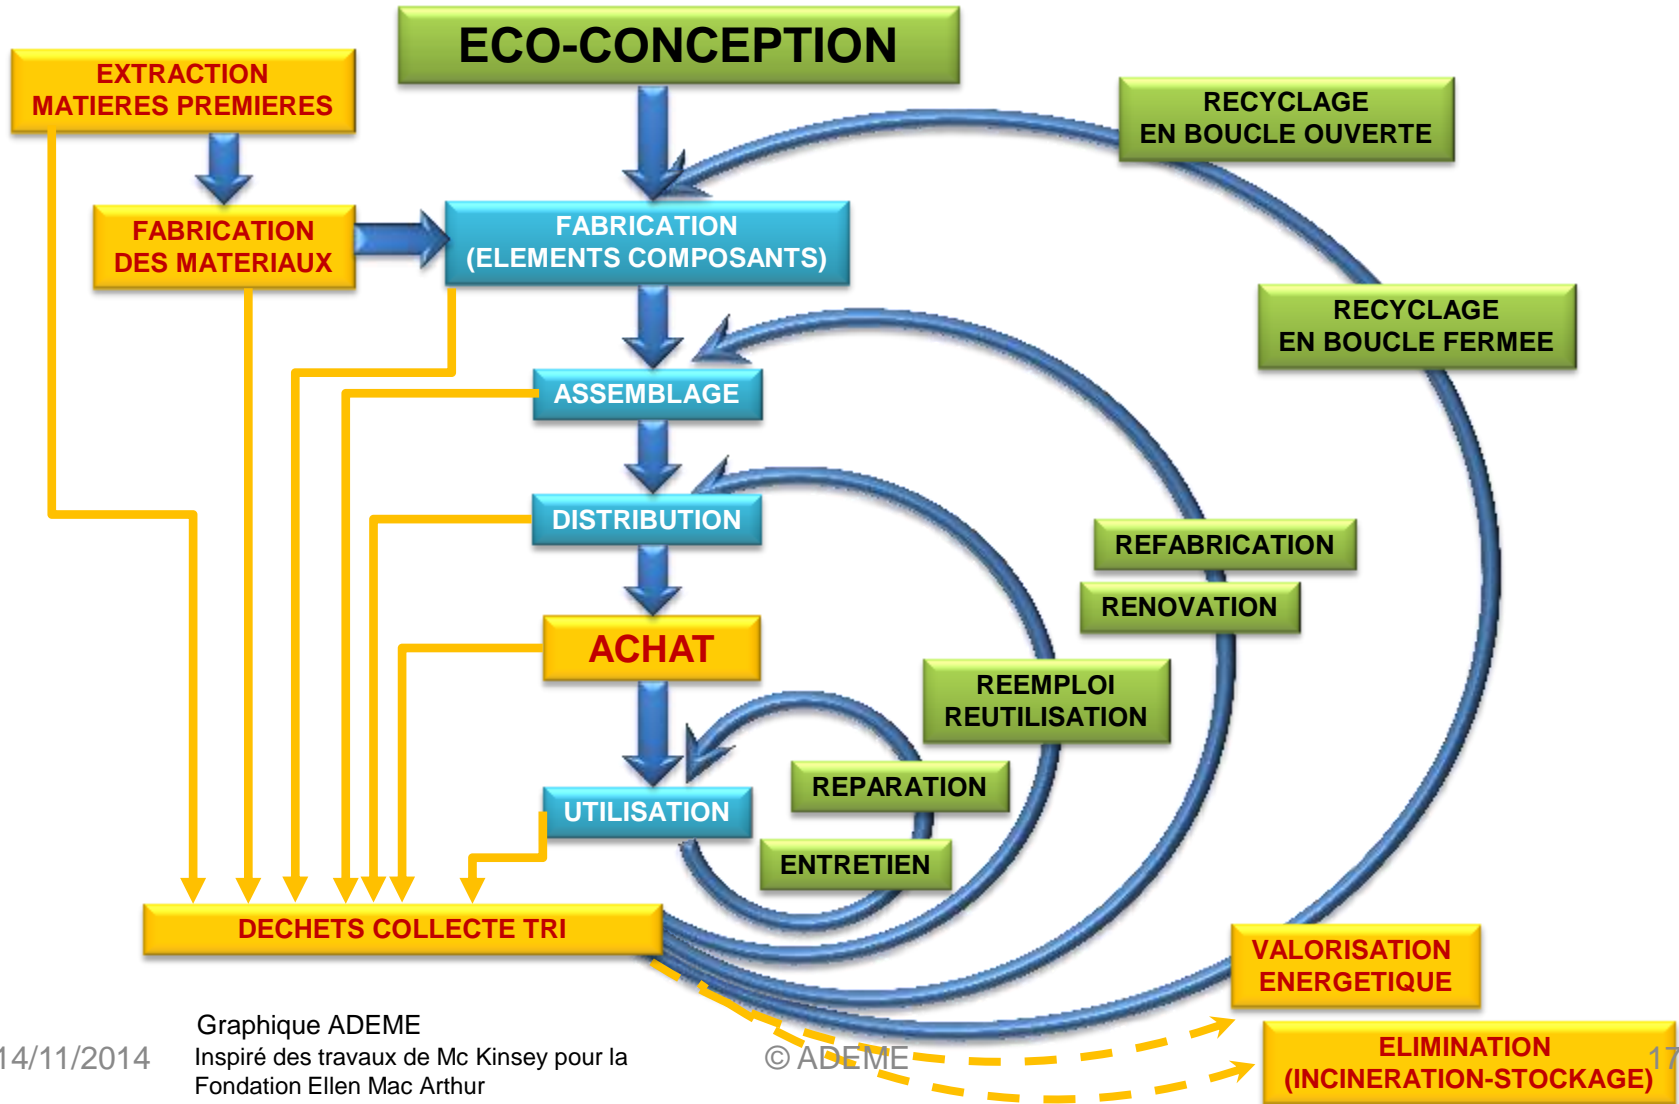 ECO-CONCEPTION
EXTRACTION
MATIERES PREMIERES
RECYCLAGE
EN BOUCLE OUVERTE
FABRICATION
DES MATERIAUX
FABRICATION
(ELEMENTS COMPOSANTS)
RECYCLAGE
EN BOUCLE FERMEE
ASSEMBLAGE
DISTRIBUTION
REFABRICATION
RENOVATION
ACHAT
REEMPLOI
REUTILISATION
REPARATION
UTILISATION
ENTRETIEN
DECHETS COLLECTE TRI
VALORISATION
ENERGETIQUE
ELIMINATION
(INCINERATION-STOCKAGE)
Graphique ADEME
Inspiré des travaux de Mc Kinsey pour la
Fondation Ellen Mac Arthur
14/11/2014
© ADEME
17